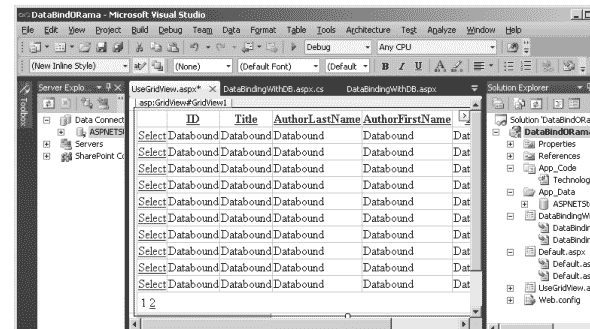 DataBindORama - Microsoft Visual Studio
File Edit View Project Build Debug Team Data Format Table Tools Architecture Test Analyze Window Help
Debug Any CPU
(New Inline Style) (None) (Default Font) (Default B I U A
Server Explo...
UseGridView.aspx* DataBindingWithDB.aspx.cs DataBindingWithDB.aspx
Solution Explorer
Toolbox
asp:GridView#GridView1
Data Connect
ASPNETS
Servers
SharePoint Co
ID Title AuthorLastName AuthorFirstName
Select Databound Databound Databound Databound Dat
Select Databound Databound Databound Databound Dat
Select Databound Databound Databound Databound Dat
Select Databound Databound Databound Databound Dat
Select Databound Databound Databound Databound Dat
Select Databound Databound Databound Databound Dat
Select Databound Databound Databound Databound Dat
Select Databound Databound Databound Databound Dat
Select Databound Databound Databound Databound Dat
Select Databound Databound Databound Databound Dat
1 2
Solution 'DataBindORa
DataBindORama
Properties
References
App_Code
Technolog
App_Data
ASPNETSt
DataBindingW
DataBindin
DataBindin
Default.aspx
Default.as
Default.as
UseGridView.a
Web.config